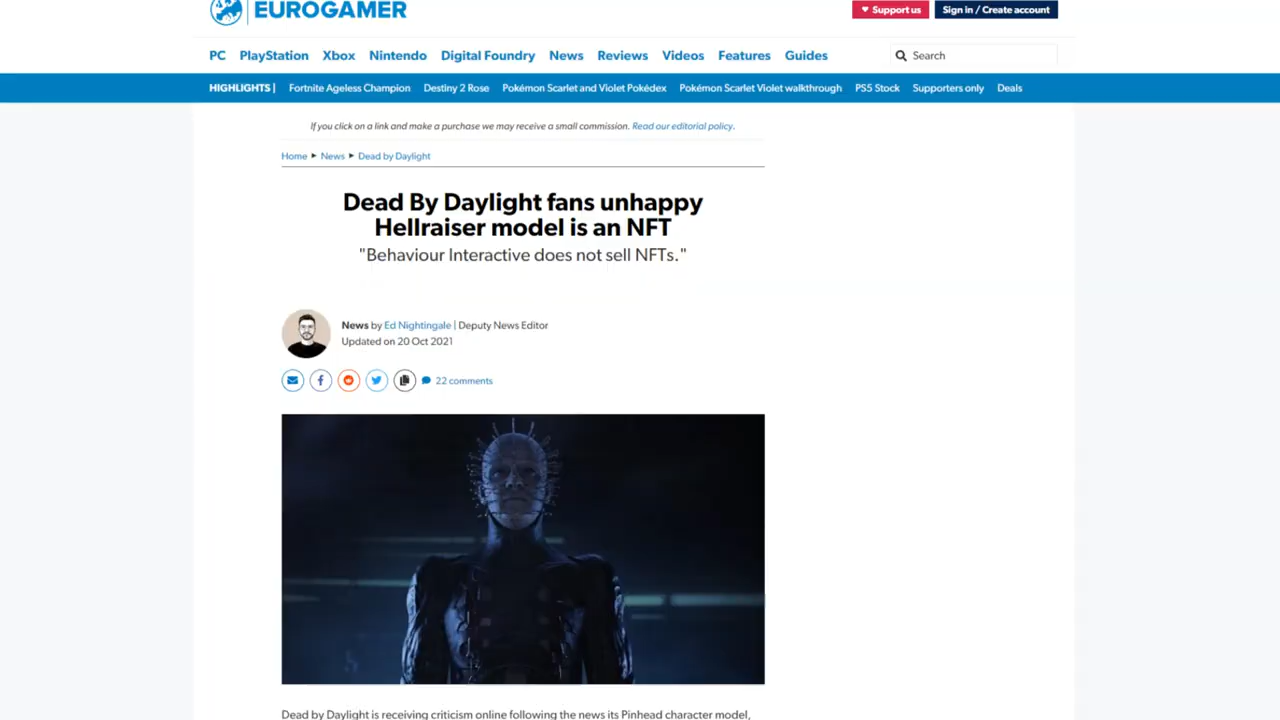 EUROGAMER
Support us
Sign in / Create account
PC PlayStation Xbox Nintendo Digital Foundry News Reviews Videos Features Guides
Search
HIGHLIGHTS | Fortnite Ageless Champion Destiny 2 Rose Pokémon Scarlet and Violet Pokédex Pokémon Scarlet Violet walkthrough PS5 Stock Supporters only Deals
If you click on a link and make a purchase we may receive a small commission. Read our editorial policy.
Home ▸ News ▸ Dead by Daylight
Dead By Daylight fans unhappy
Hellraiser model is an NFT
"Behaviour Interactive does not sell NFTs."
News by Ed Nightingale | Deputy News Editor
Updated on 20 Oct 2021
22 comments
Dead by Daylight is receiving criticism online following the news its Pinhead character model,